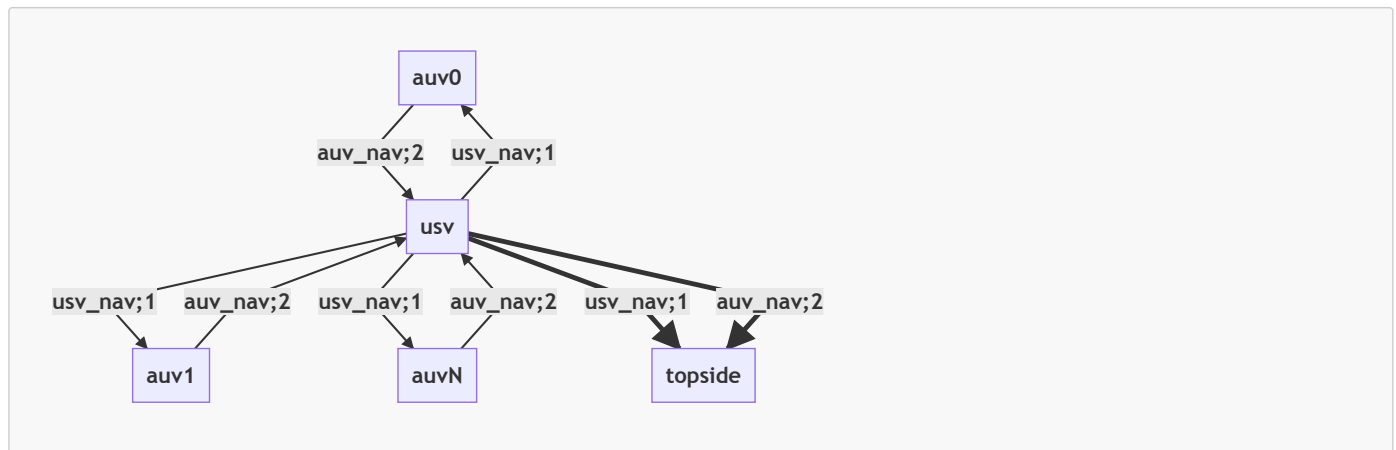 auv0
auv_nav;2 usv_nav;1
usv
usv_nav;1 auv_nav;2 usv_nav;1 auv_nav;2 usv_nav;1 auv_nav;2
auv1 auvN topside